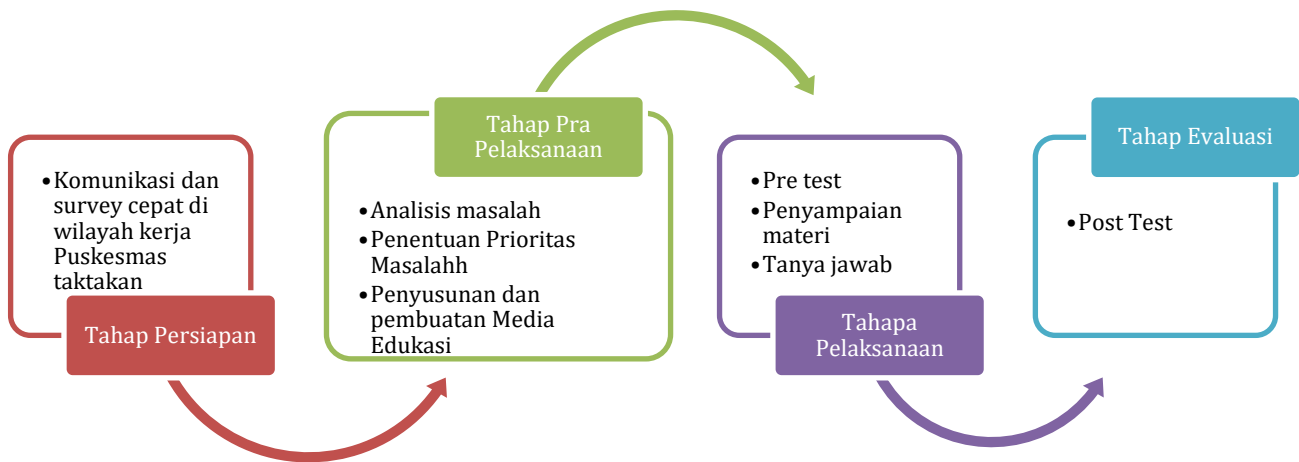 •Komunikasi dan
survey cepat di
wilayah kerja
Puskesmas
taktakan
Tahap Persiapan
Tahap Pra
Pelaksanaan
•Analisis masalah
•Penentuan Prioritas
Masalahh
•Penyusunan dan
pembuatan Media
Edukasi
•Pre test
•Penyampaian
materi
•Tanya jawab
Tahapa
Pelaksanaan
Tahap Evaluasi
•Post Test